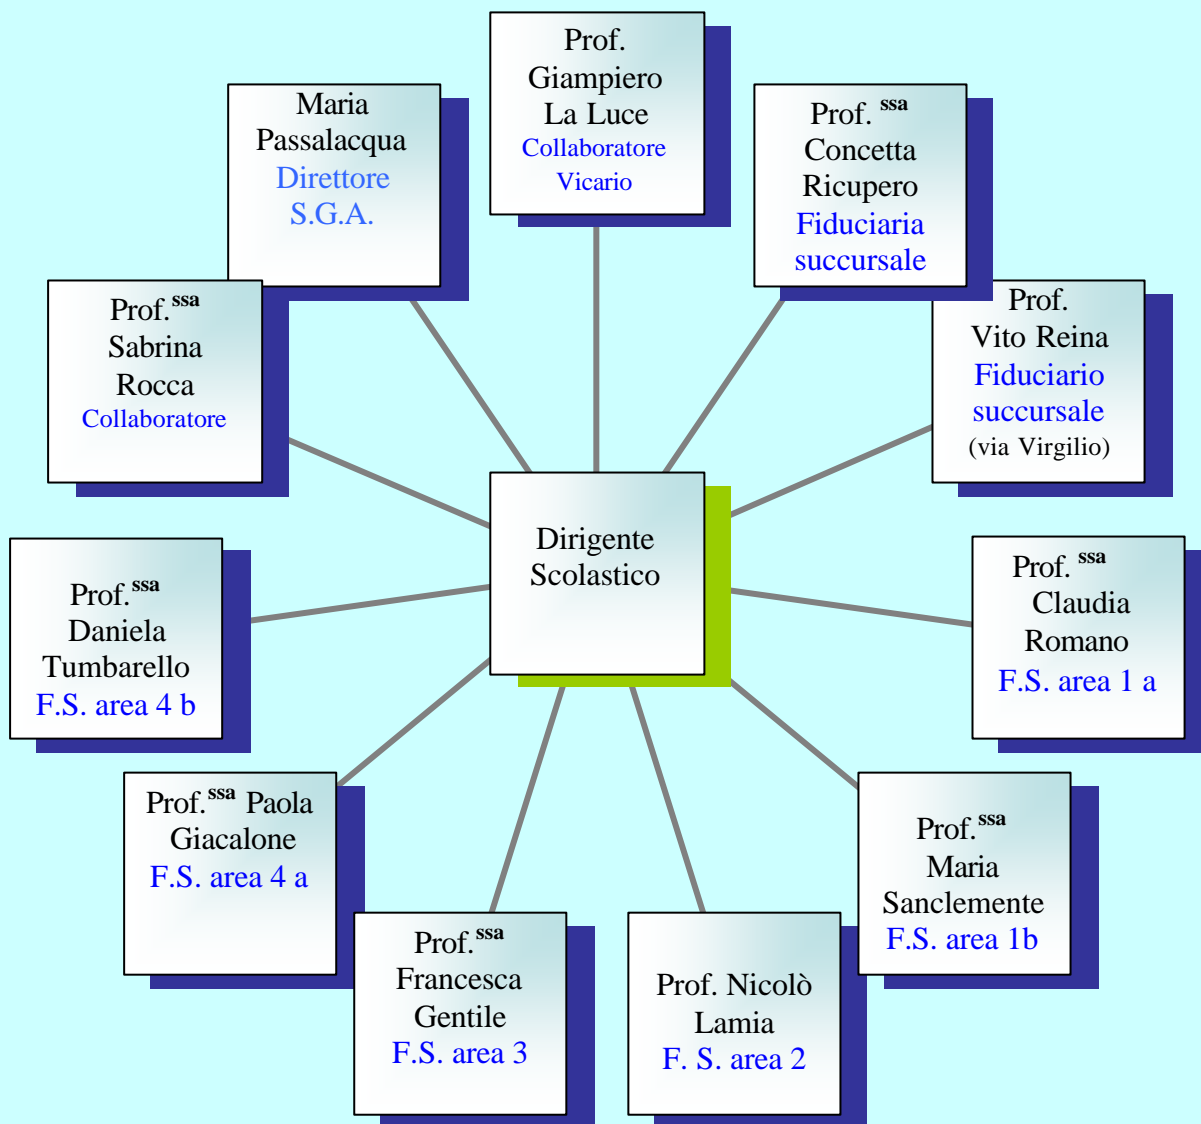 Prof.
Giampiero
La Luce
Collaboratore
Vicario
Maria
Passalacqua
Direttore
S.G.A.
Prof. ssa
Concetta
Ricupero
Fiduciaria
succursale
Prof.ssa
Sabrina
Rocca
Collaboratore
Prof.
Vito Reina
Fiduciario
succursale
(via Virgilio)
Dirigente
Scolastico
Prof.ssa
Daniela
Tumbarello
F.S. area 4 b
Prof. ssa
Claudia
Romano
F.S. area 1 a
Prof.ssa Paola
Giacalone
F.S. area 4 a
Prof.ssa
Maria
Sanclemente
F.S. area 1b
Prof.ssa
Francesca
Gentile
F.S. area 3
Prof. Nicolò
Lamia
F. S. area 2